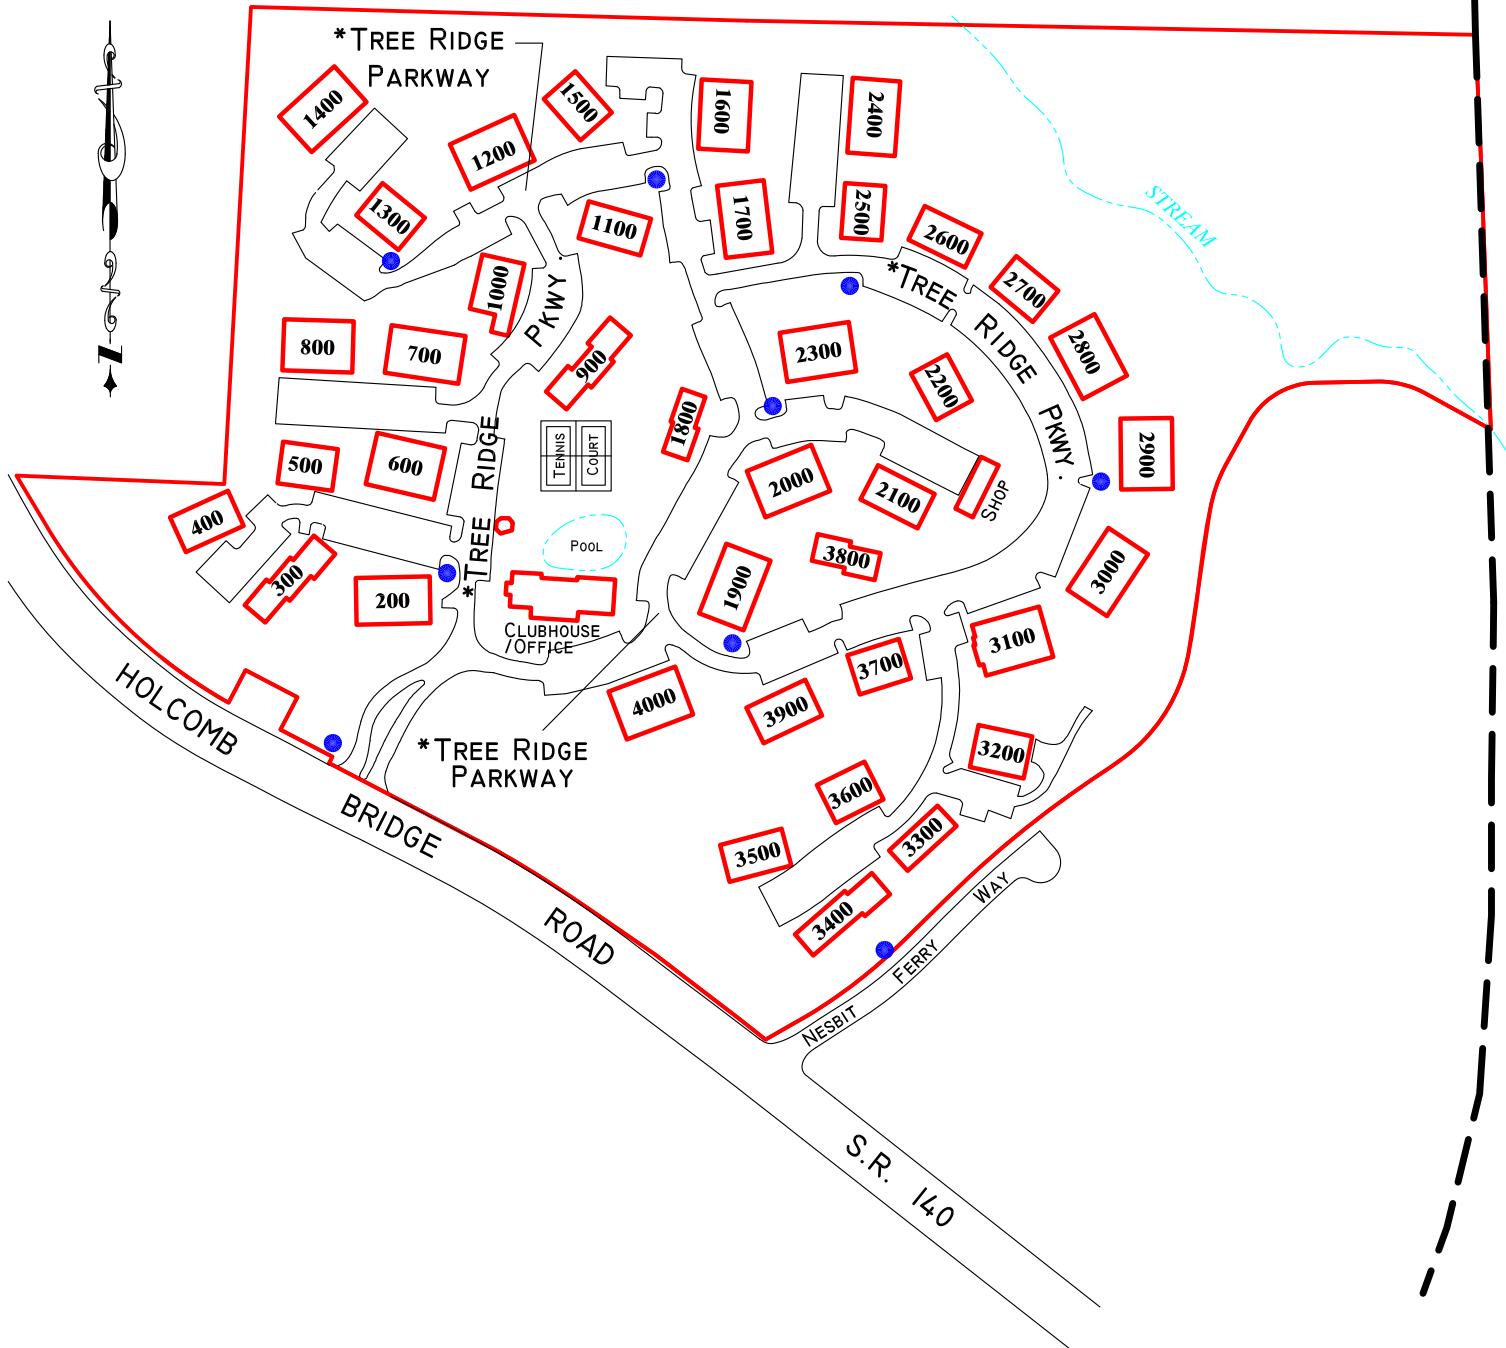 *TREE RIDGE
PARKWAY
1400
1500
1600
2400
1200
1300
1100
1700
2500
2600
STREAM
1000
PKWY.
*TREE
RIDGE
PKWY.
2700
2800
800
700
900
2300
2200
1800
2900
500
600
*TREE RIDGE
TENNIS
COURT
2000
2100
SHOP
400
POOL
3800
3000
300
200
1900
CLUBHOUSE
/OFFICE
3100
3700
4000
3900
HOLCOMB
BRIDGE
ROAD
*TREE RIDGE
PARKWAY
3200
3600
3300
3500
3400
NESBIT
FERRY
WAY
S.R. 140
N